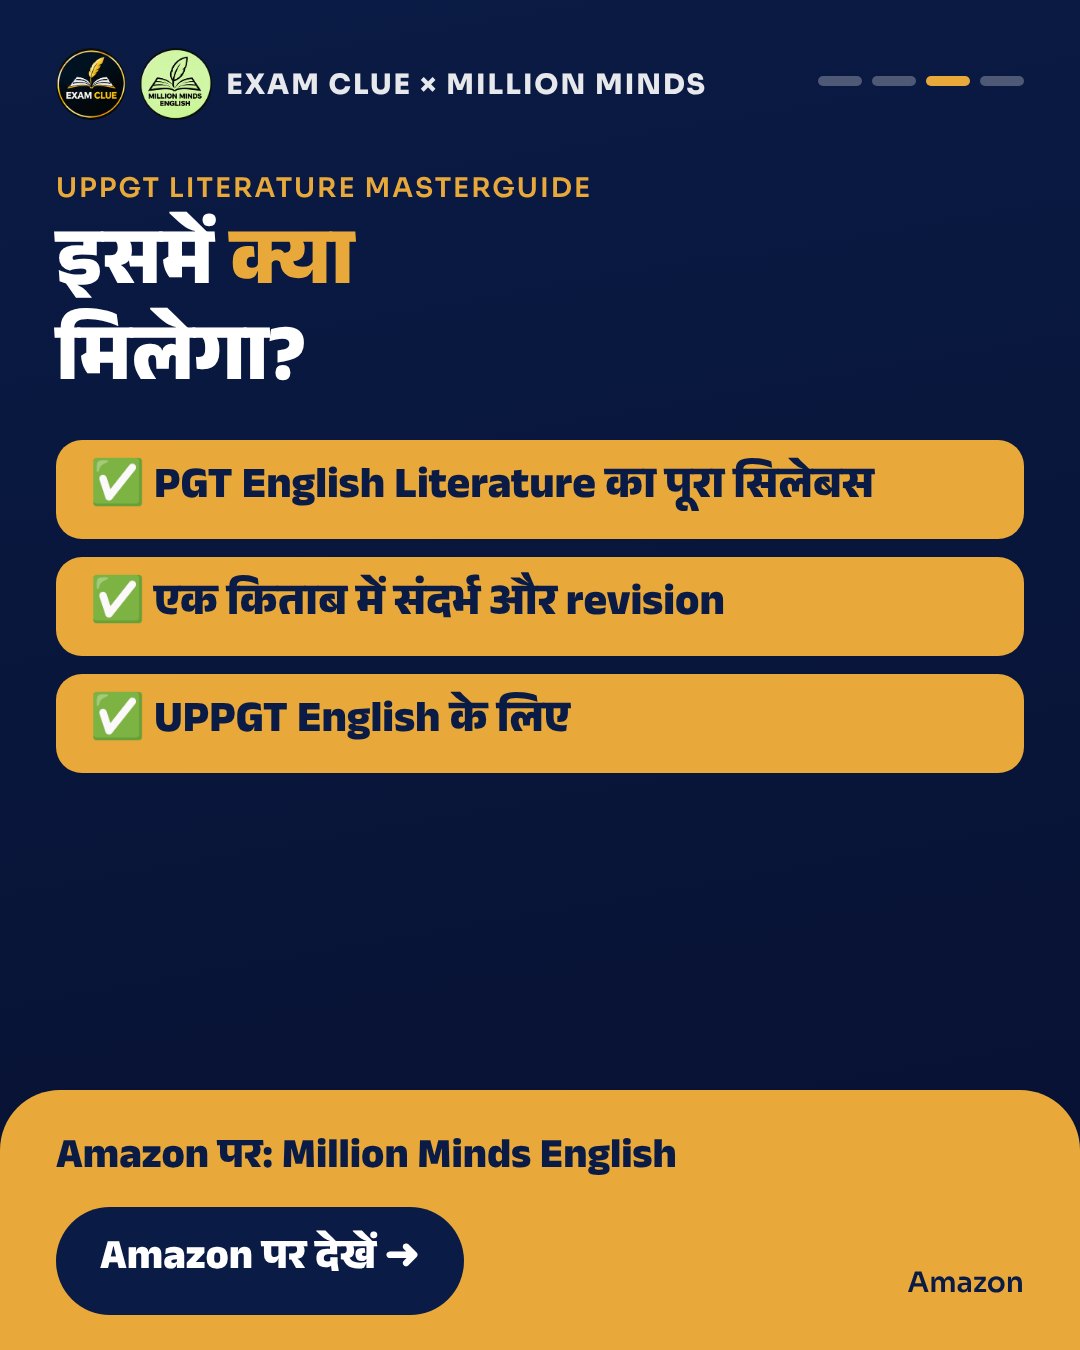 EXAM CLUE
MILLION MINDS
ENGLISH
EXAM CLUE × MILLION MINDS
UPPGT LITERATURE MASTERGUIDE
इसमें क्या
मिलेगा?
✅ PGT English Literature का पूरा सिलेबस
✅ एक किताब में संदर्भ और revision
✅ UPPGT English के लिए
Amazon पर: Million Minds English
Amazon पर देखें →
Amazon